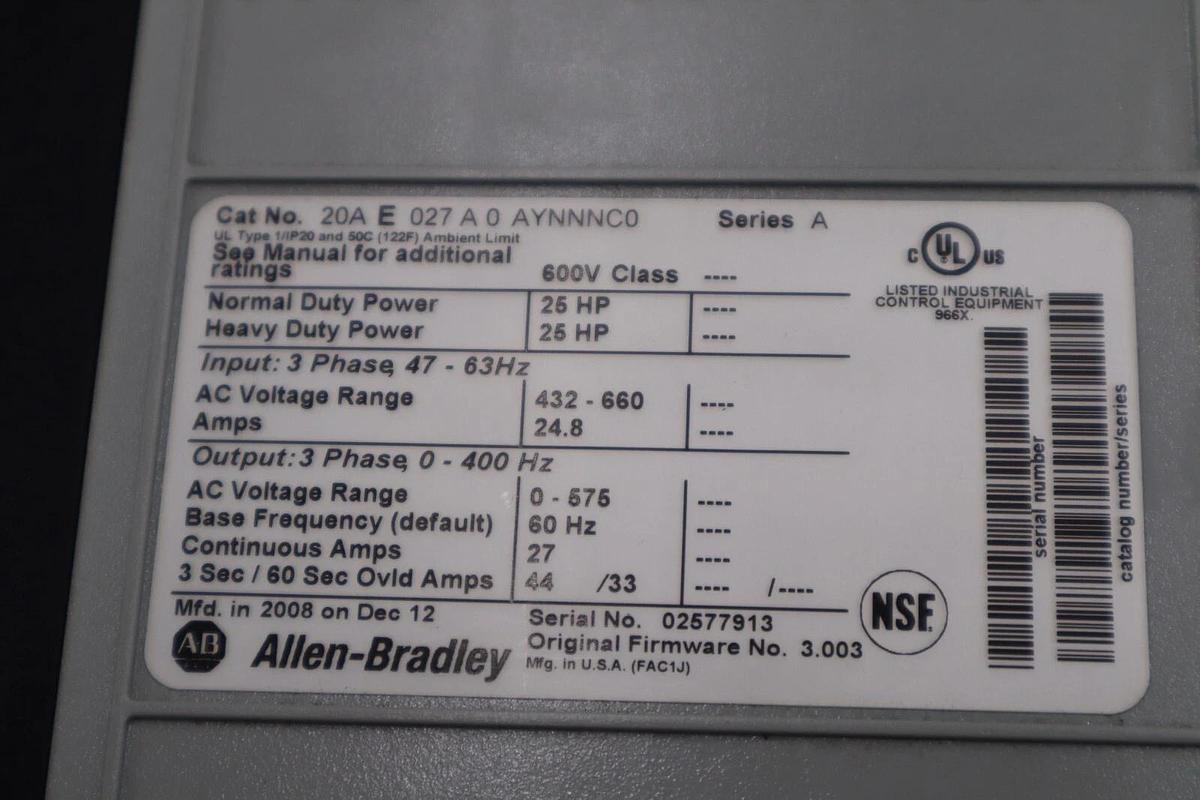 Cat No. 20A E 027 A 0 AYNNNC0 Series A
UL Type 1/IP20 and 50C (122F) Ambient Limit
See Manual for additional
ratings
600V Class ----
Normal Duty Power 25 HP ----
Heavy Duty Power 25 HP ----
Input: 3 Phase, 47 - 63Hz
AC Voltage Range 432 - 660 ----
Amps 24.8 ----
Output: 3 Phase, 0 - 400 Hz
AC Voltage Range 0 - 575 ----
Base Frequency (default) 60 Hz ----
Continuous Amps 27 ----
3 Sec / 60 Sec Ovld Amps 44 /33 ---- /----
Mfd. in 2008 on Dec 12
Serial No. 02577913
Original Firmware No. 3.003
Mfg. in U.S.A. (FAC1J)
AB Allen-Bradley
C UL US
LISTED INDUSTRIAL
CONTROL EQUIPMENT
966X.
serial number
catalog number/series
NSF.